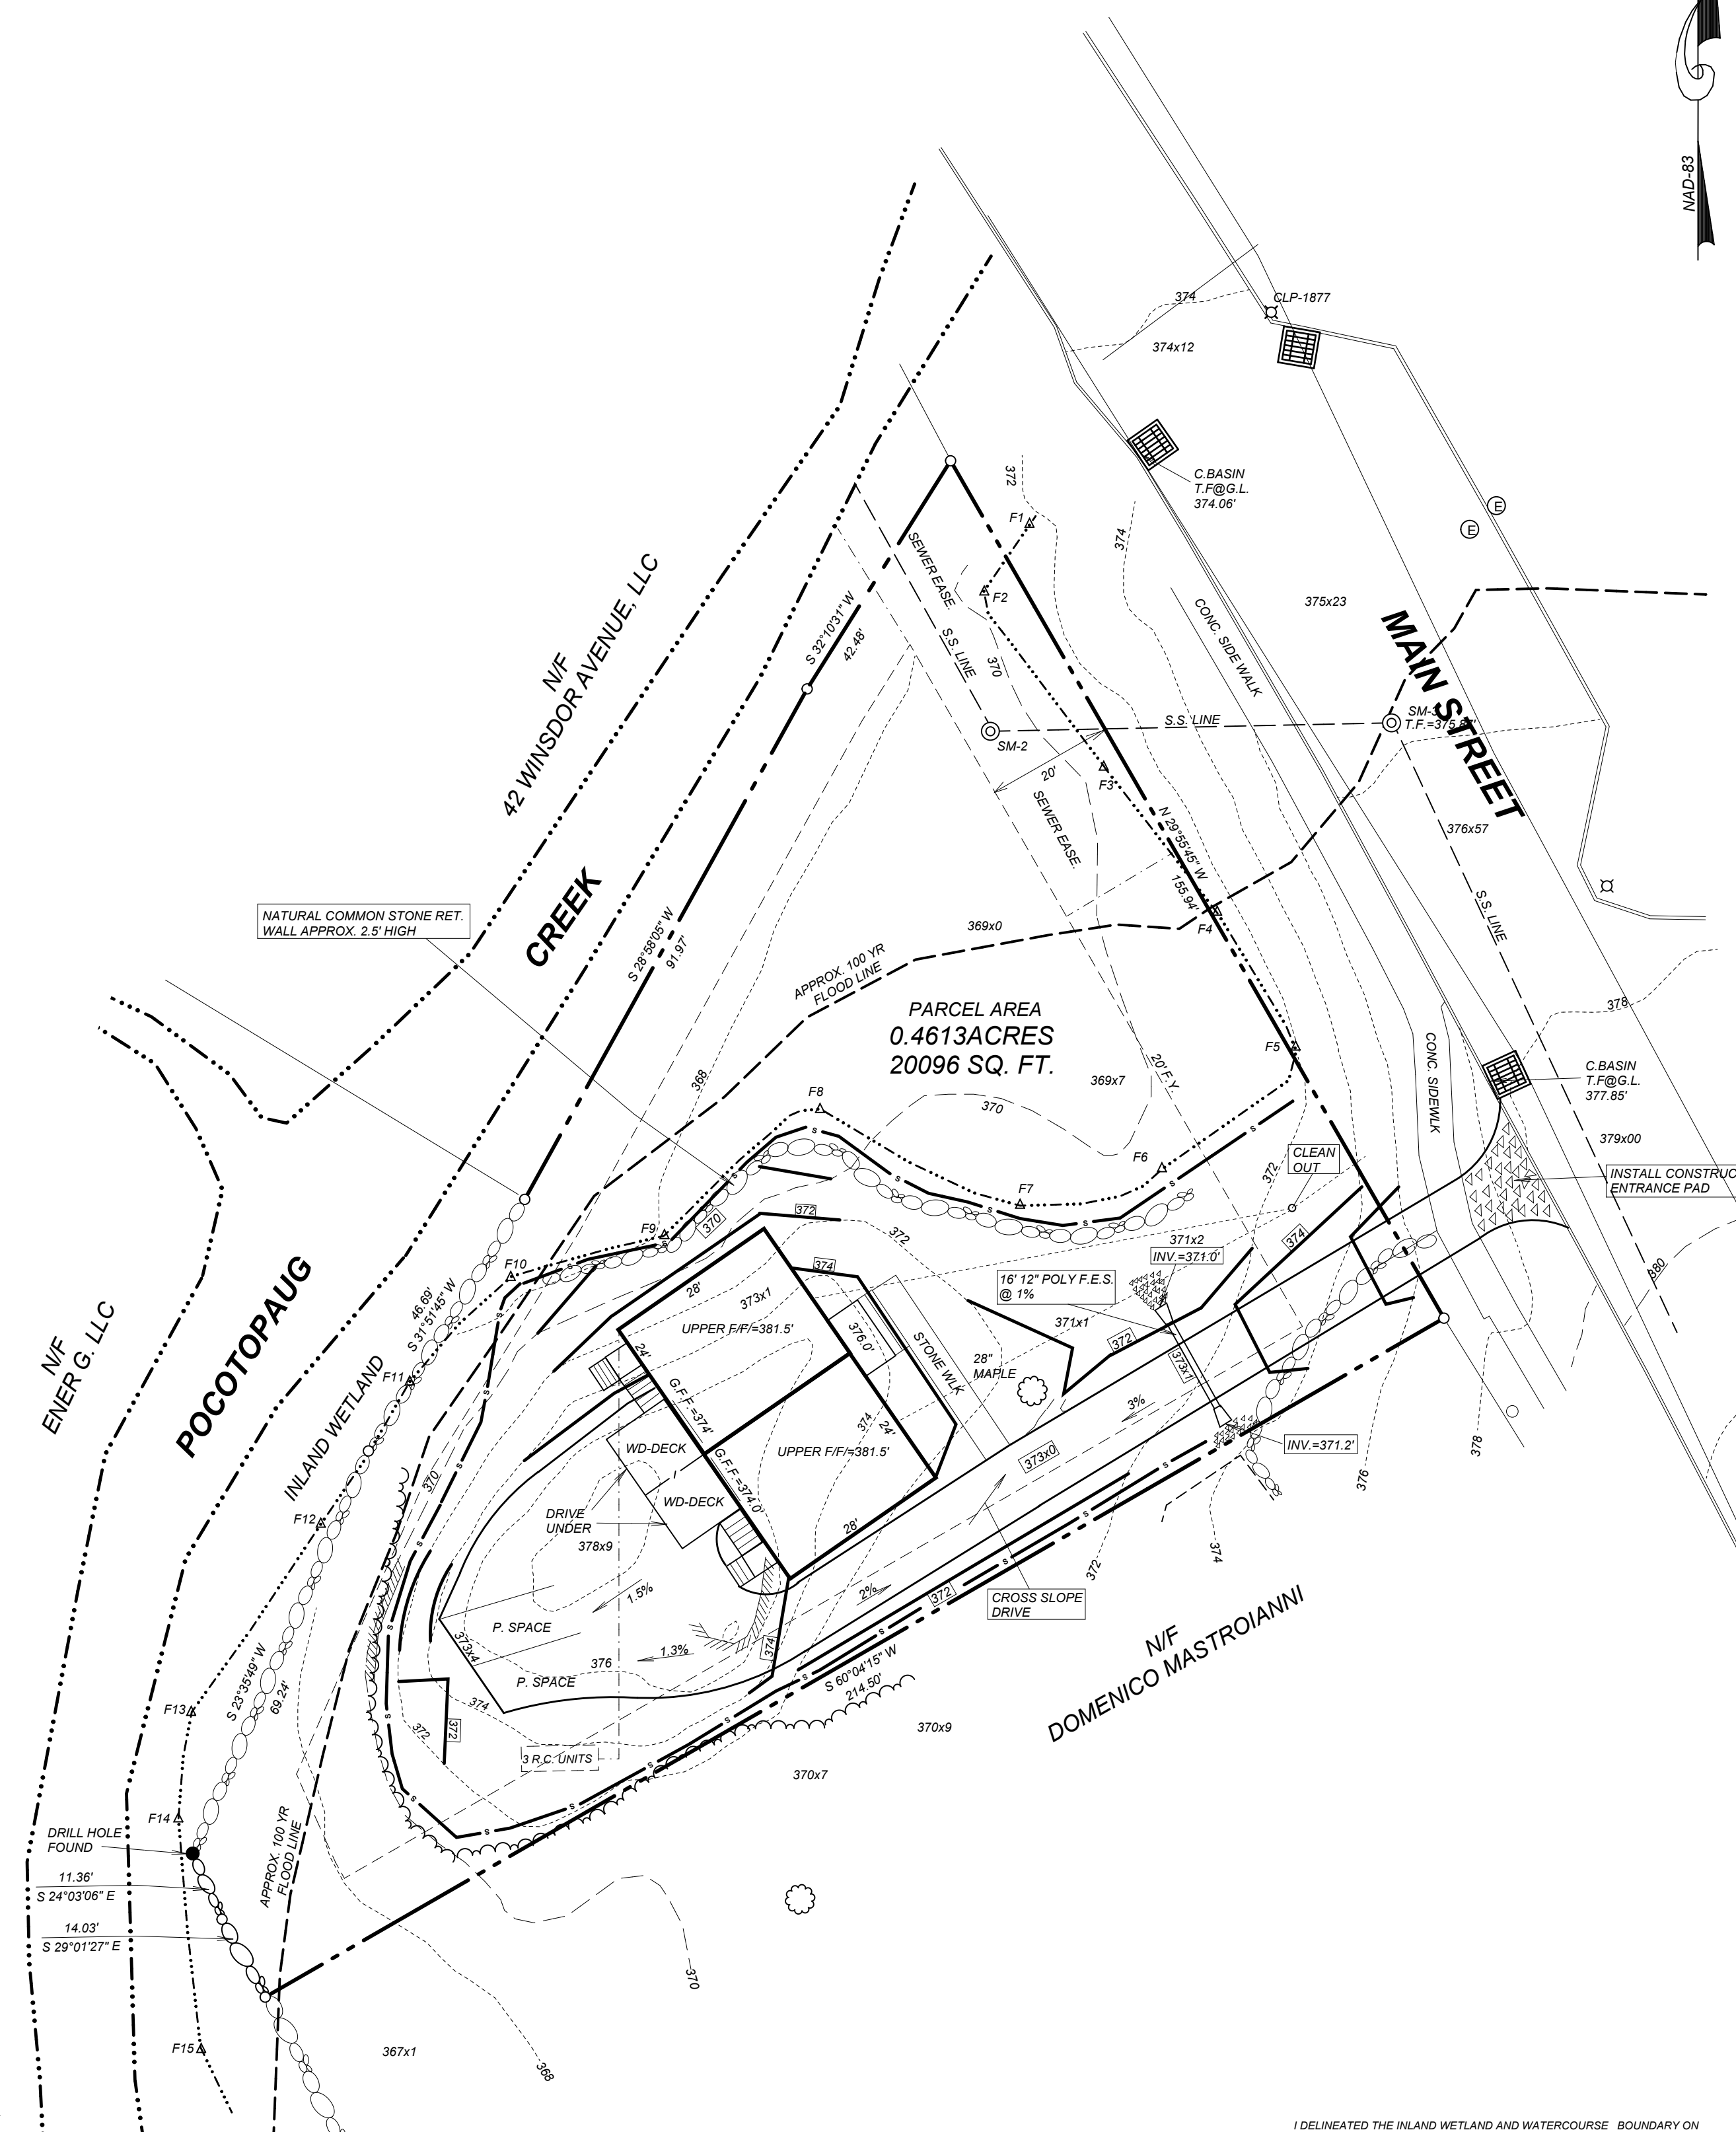 NAD-83
374
CLP-1877
374x12
C.BASIN
T.F@G.L.
374.06'
372
F1
374
E
E
SEWER EASE.
F2
375x23
CONC. SIDE WALK
MAIN STREET
N/F
42 WINSDOR AVENUE, LLC
S 32°10'31" W
42.48'
S.S. LINE
370
S.S. LINE
SM-2
T.F.=375.
20'
F3
SEWER EASE.
N 29°55'45" W
155.94'
376x57
S.S. LINE
NATURAL COMMON STONE RET.
WALL APPROX. 2.5' HIGH
CREEK
S 28°58'05" W
91.97'
369x0
F4
APPROX. 100 YR
FLOOD LINE
PARCEL AREA
0.4613ACRES
20096 SQ. FT.
378
F5
CONC. SIDEWLK
C.BASIN
T.F@G.L.
377.85'
20' F.Y.
369x7
368
F8
370
379x00
F6
CLEAN
OUT
372
INSTALL CONSTRUC
ENTRANCE PAD
F7
372
370
F9
372
371x2
374
INV.=371.0'
F10
374
16' 12" POLY F.E.S.
@ 1%
380
POCOTOPAUG
46.69'
S 31°51'45" W
28'
373x1
UPPER F/F/=381.5'
376.0'
371x1
372
N/F
ENER G. LLC
24'
STONE WLK
28"
MAPLE
373x1
F11
G.F.F.=374'
3%
INLAND WETLAND
374
24'
INV.=371.2'
378
WD-DECK
UPPER F/F/=381.5'
373x0
376
370
G.F.F.=374.0'
WD-DECK
F12
DRIVE
UNDER
28'
378x9
374
372
1.5%
2%
372
CROSS SLOPE
DRIVE
P. SPACE
373x4
1.3%
374
376
P. SPACE
N/F
DOMENICO MASTROIANNI
S 60°04'15" W
214.50'
S 23°35'49" W
69.24'
F13
374
372
372
370x9
3 R.C. UNITS
370x7
F14
DRILL HOLE
FOUND
APPROX. 100 YR
FLOOD LINE
11.36'
S 24°03'06" E
14.03'
S 29°01'27" E
370
F15
367x1
368
I DELINEATED THE INLAND WETLAND AND WATERCOURSE BOUNDARY ON